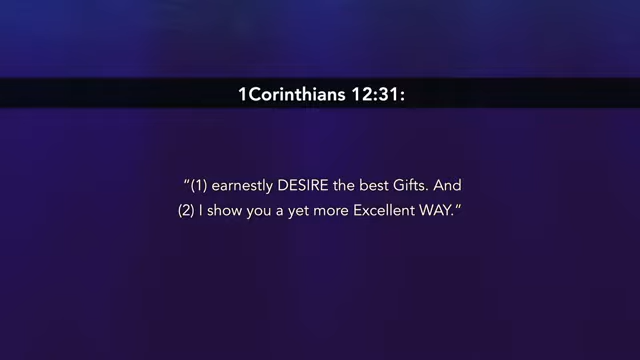 1Corinthians 12:31:
“(1) earnestly DESIRE the best Gifts. And
(2) I show you a yet more Excellent WAY.“